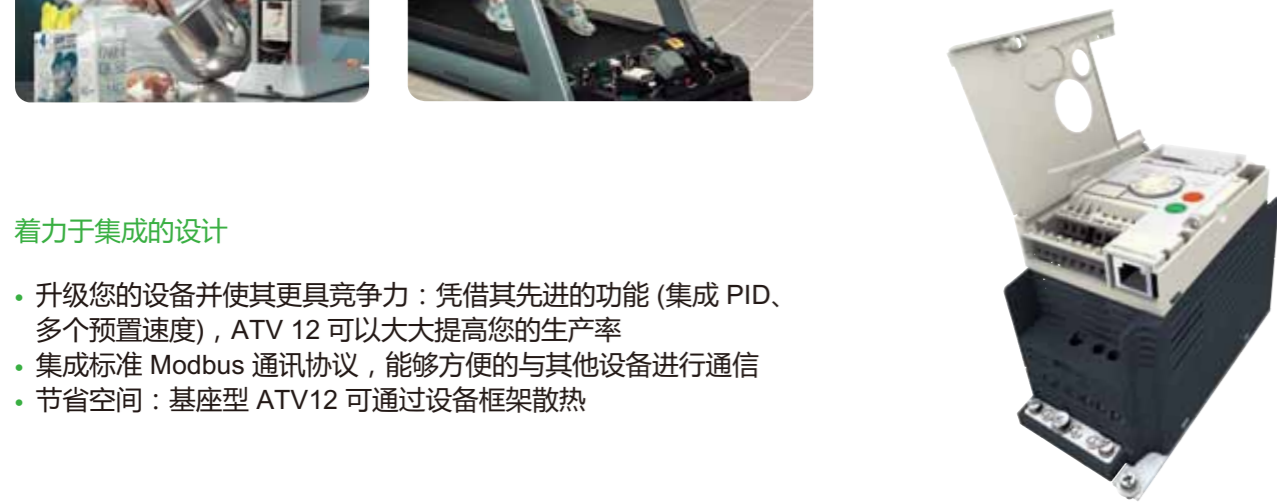 着力于集成的设计
• 升级您的设备并使其更具竞争力：凭借其先进的功能 (集成 PID、
多个预置速度)，ATV 12 可以大大提高您的生产率
• 集成标准 Modbus 通讯协议，能够方便的与其他设备进行通信
• 节省空间：基座型 ATV12 可通过设备框架散热